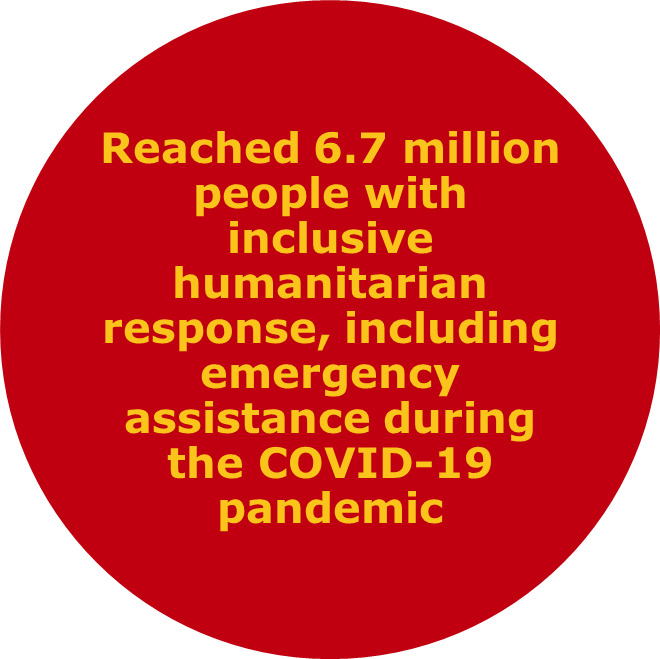 Reached 6.7 million
people with
inclusive
humanitarian
response, including
emergency
assistance during
the COVID-19
pandemic